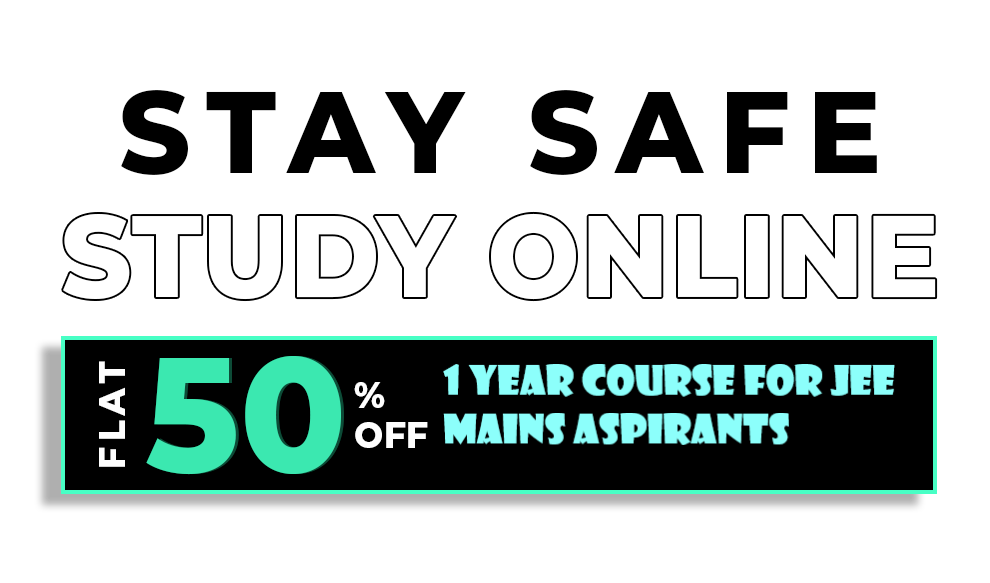 STAY SAFE
STUDY ONLINE
FLAT
50
%
OFF
1 YEAR COURSE FOR JEE
MAINS ASPIRANTS